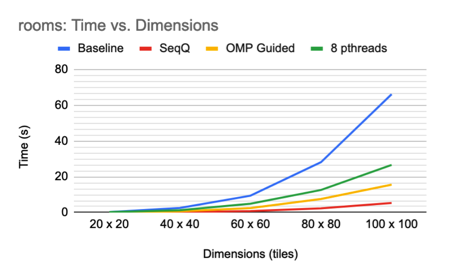 rooms: Time vs. Dimensions
Baseline SeqQ OMP Guided 8 pthreads
80
60
40
20
0
Time (s)
20 x 20 40 x 40 60 x 60 80 x 80 100 x 100
Dimensions (tiles)